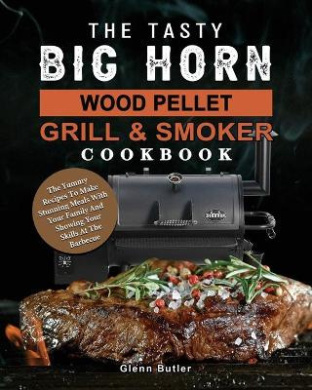 THE TASTY
BIG HORN
WOOD PELLET
GRILL & SMOKER
COOKBOOK
The Yummy
Recipes To Make
Stunning Meals With
Your Family And
Showing Your
Skills At The
Barbecue
Glenn Butler